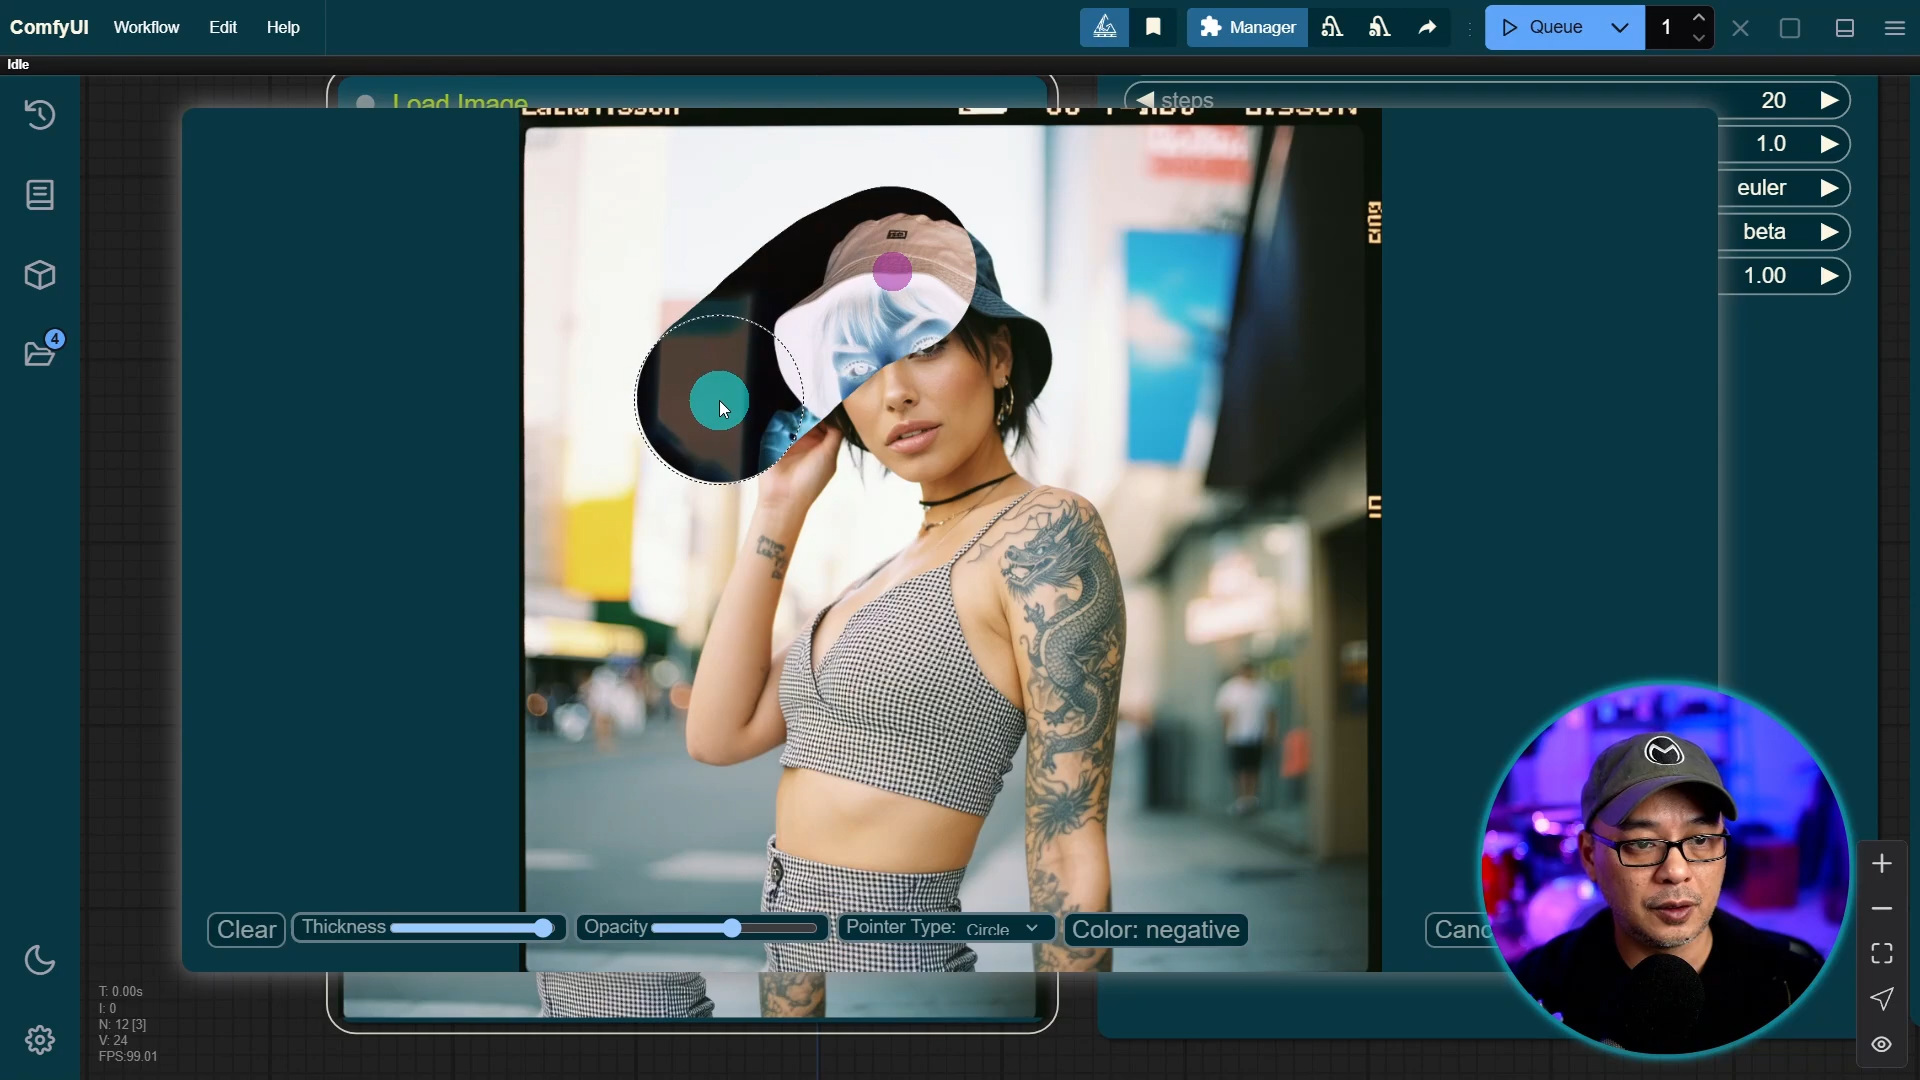 ComfyUI Workflow Edit Help Manager Queue 1
Idle
Load Image
steps 20
1.0
euler
beta
1.00
4
Clear Thickness Opacity Pointer Type: Circle Color: negative Canc
T: 0.00s
I: 0
N: 12 [3]
V: 24
FPS:99.01